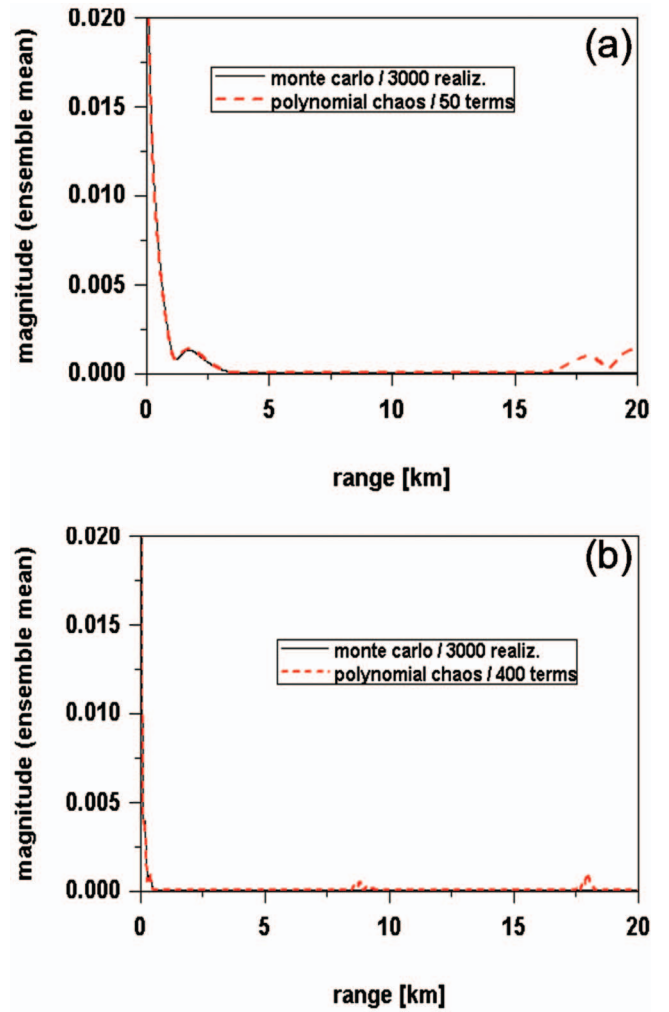 (a)
monte carlo / 3000 realiz.
polynomial chaos / 50 terms
magnitude (ensemble mean)
0.020
0.015
0.010
0.005
0.000
0 5 10 15 20
range [km]
(b)
monte carlo / 3000 realiz.
polynomial chaos / 400 terms
magnitude (ensemble mean)
0.020
0.015
0.010
0.005
0.000
0 5 10 15 20
range [km]